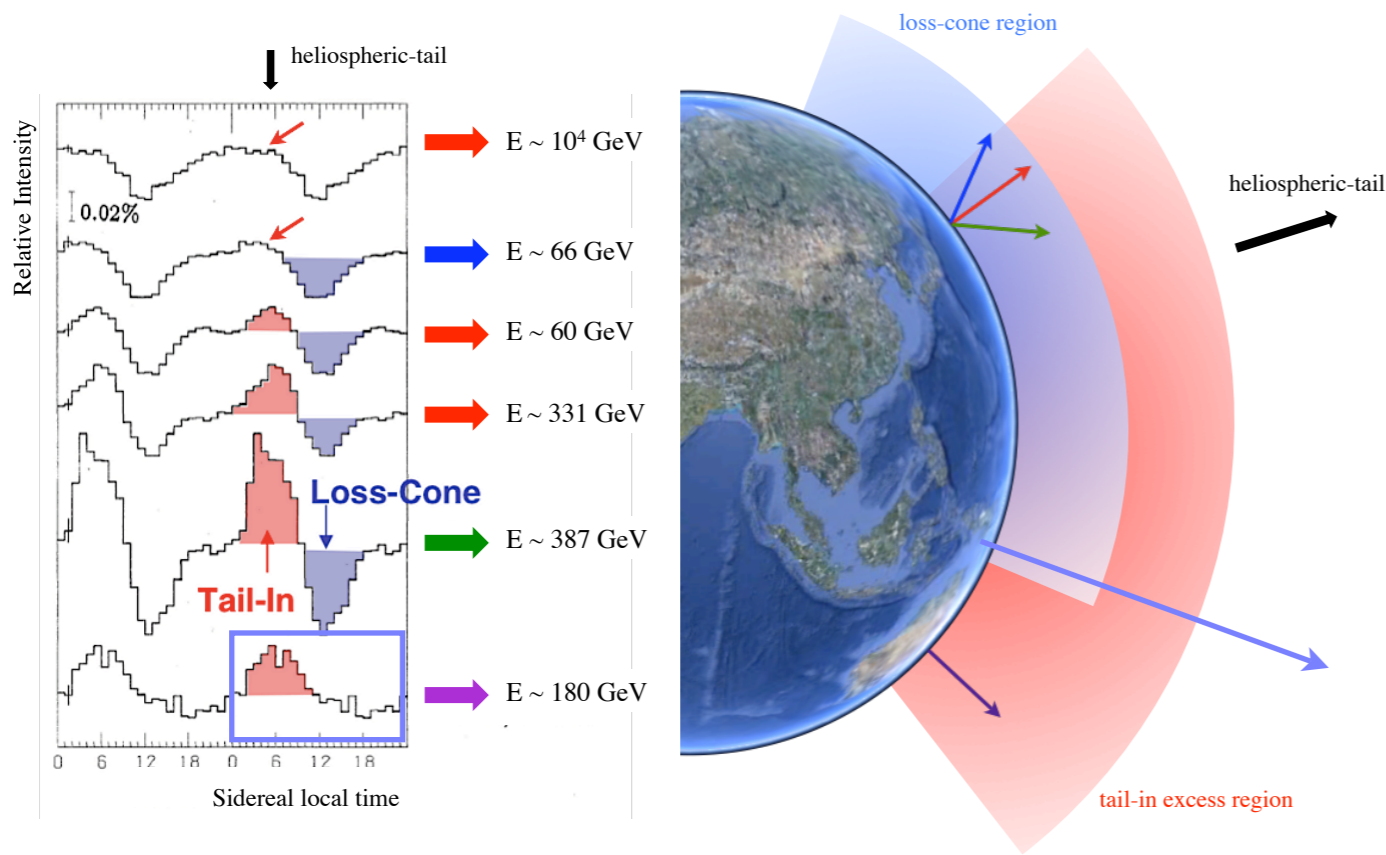 heliospheric-tail
Relative Intensity
E ~ 10⁴ GeV
0.02%
E ~ 66 GeV
E ~ 60 GeV
E ~ 331 GeV
Loss-Cone
E ~ 387 GeV
Tail-In
E ~ 180 GeV
0 6 12 18 0 6 12 18
Sidereal local time
loss-cone region
heliospheric-tail
tail-in excess region